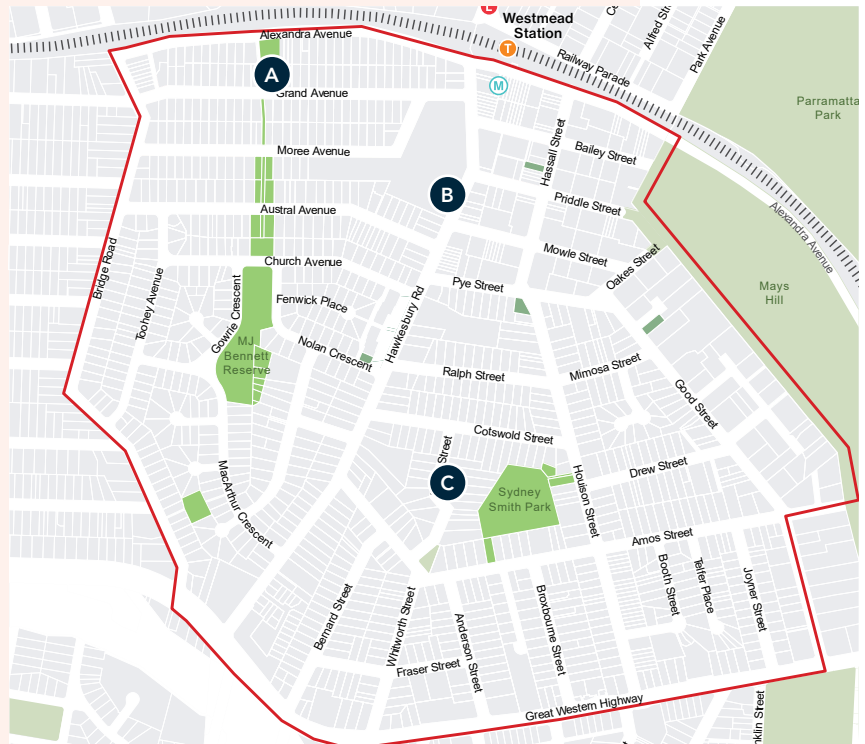 L
Westmead
Station
T
M
Alfred Str
Park Avenue
Railway Parade
Alexandra Avenue
A
Grand Avenue
Parramatta
Park
Moree Avenue
Hassall Street
Bailey Street
B
Priddle Street
Austral Avenue
Alexandra Avenue
Mowle Street
Oakes Street
Church Avenue
Bridge Road
Toohey Avenue
Pye Street
Mays
Hill
Fenwick Place
Gowrie Crescent
Hawkesbury Rd
Nolan Crescent
MJ
Bennett
Reserve
Ralph Street
Mimosa Street
Good Street
Cotswold Street
Street
C
Drew Street
Houison Street
Sydney
Smith Park
MacArthur Crescent
Amos Street
Booth Street
Telfer Place
Joyner Street
Bernard Street
Whitworth Street
Anderson Street
Broxbourne Street
Fraser Street
Great Western Highway
nklin Street